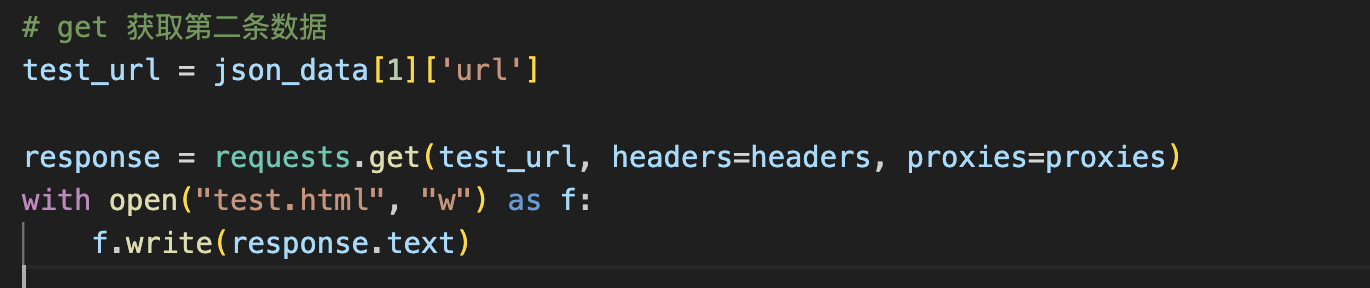 # get 获取第二条数据
test_url = json_data[1]['url']
response = requests.get(test_url, headers=headers, proxies=proxies)
with open("test.html", "w") as f:
    f.write(response.text)